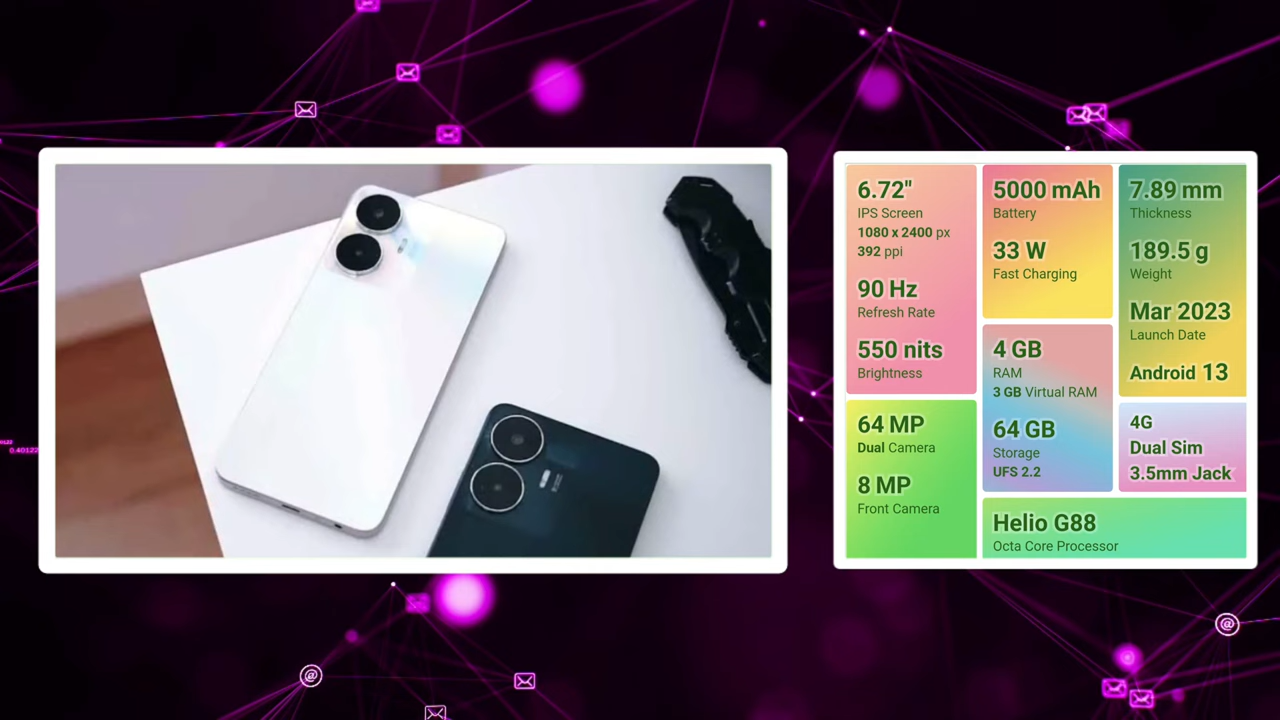 6.72"
IPS Screen
1080 x 2400 px
392 ppi
90 Hz
Refresh Rate
550 nits
Brightness
64 MP
Dual Camera
8 MP
Front Camera
5000 mAh
Battery
33 W
Fast Charging
4 GB
RAM
3 GB Virtual RAM
64 GB
Storage
UFS 2.2
7.89 mm
Thickness
189.5 g
Weight
Mar 2023
Launch Date
Android 13
4G
Dual Sim
3.5mm Jack
Helio G88
Octa Core Processor